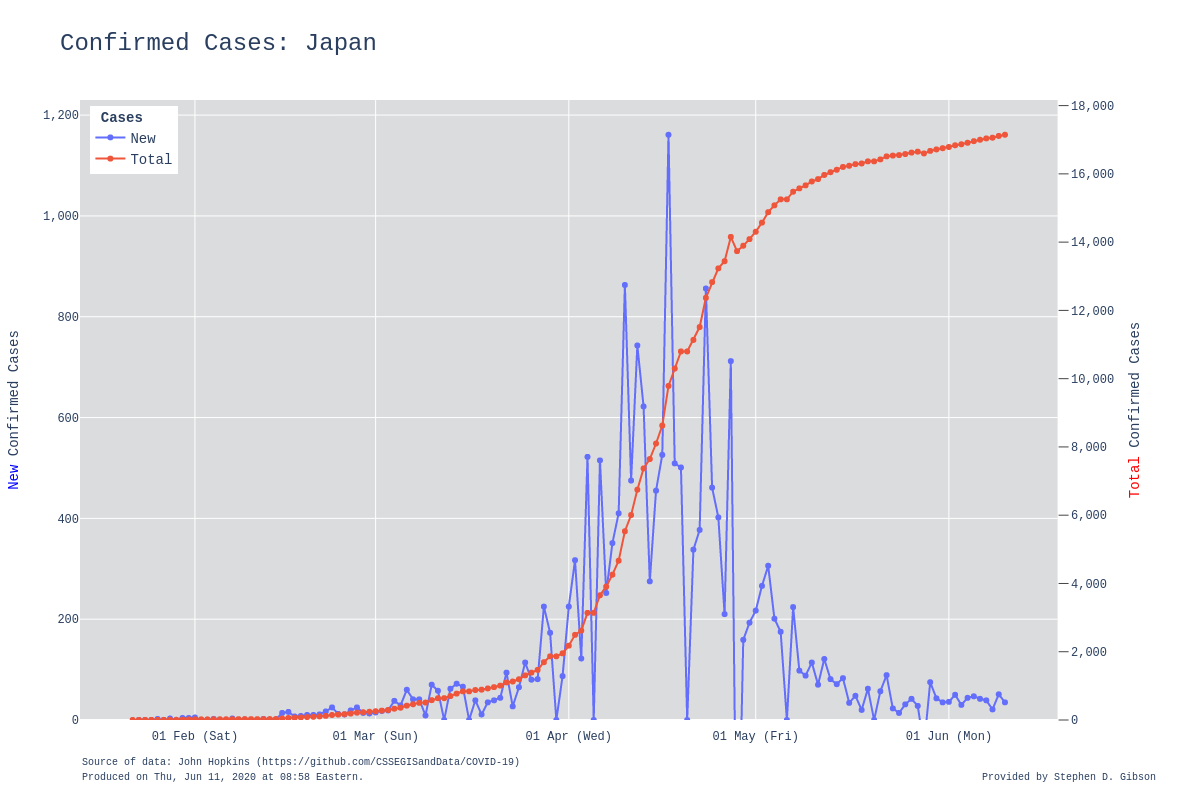 Confirmed Cases: Japan
Cases
New
Total
1,200
1,000
800
600
400
200
0
18,000
16,000
14,000
12,000
10,000
8,000
6,000
4,000
2,000
0
New Confirmed Cases
Total Confirmed Cases
01 Feb (Sat)
01 Mar (Sun)
01 Apr (Wed)
01 May (Fri)
01 Jun (Mon)
Source of data: John Hopkins (https://github.com/CSSEGISandData/COVID-19)
Produced on Thu, Jun 11, 2020 at 08:58 Eastern.
Provided by Stephen D. Gibson